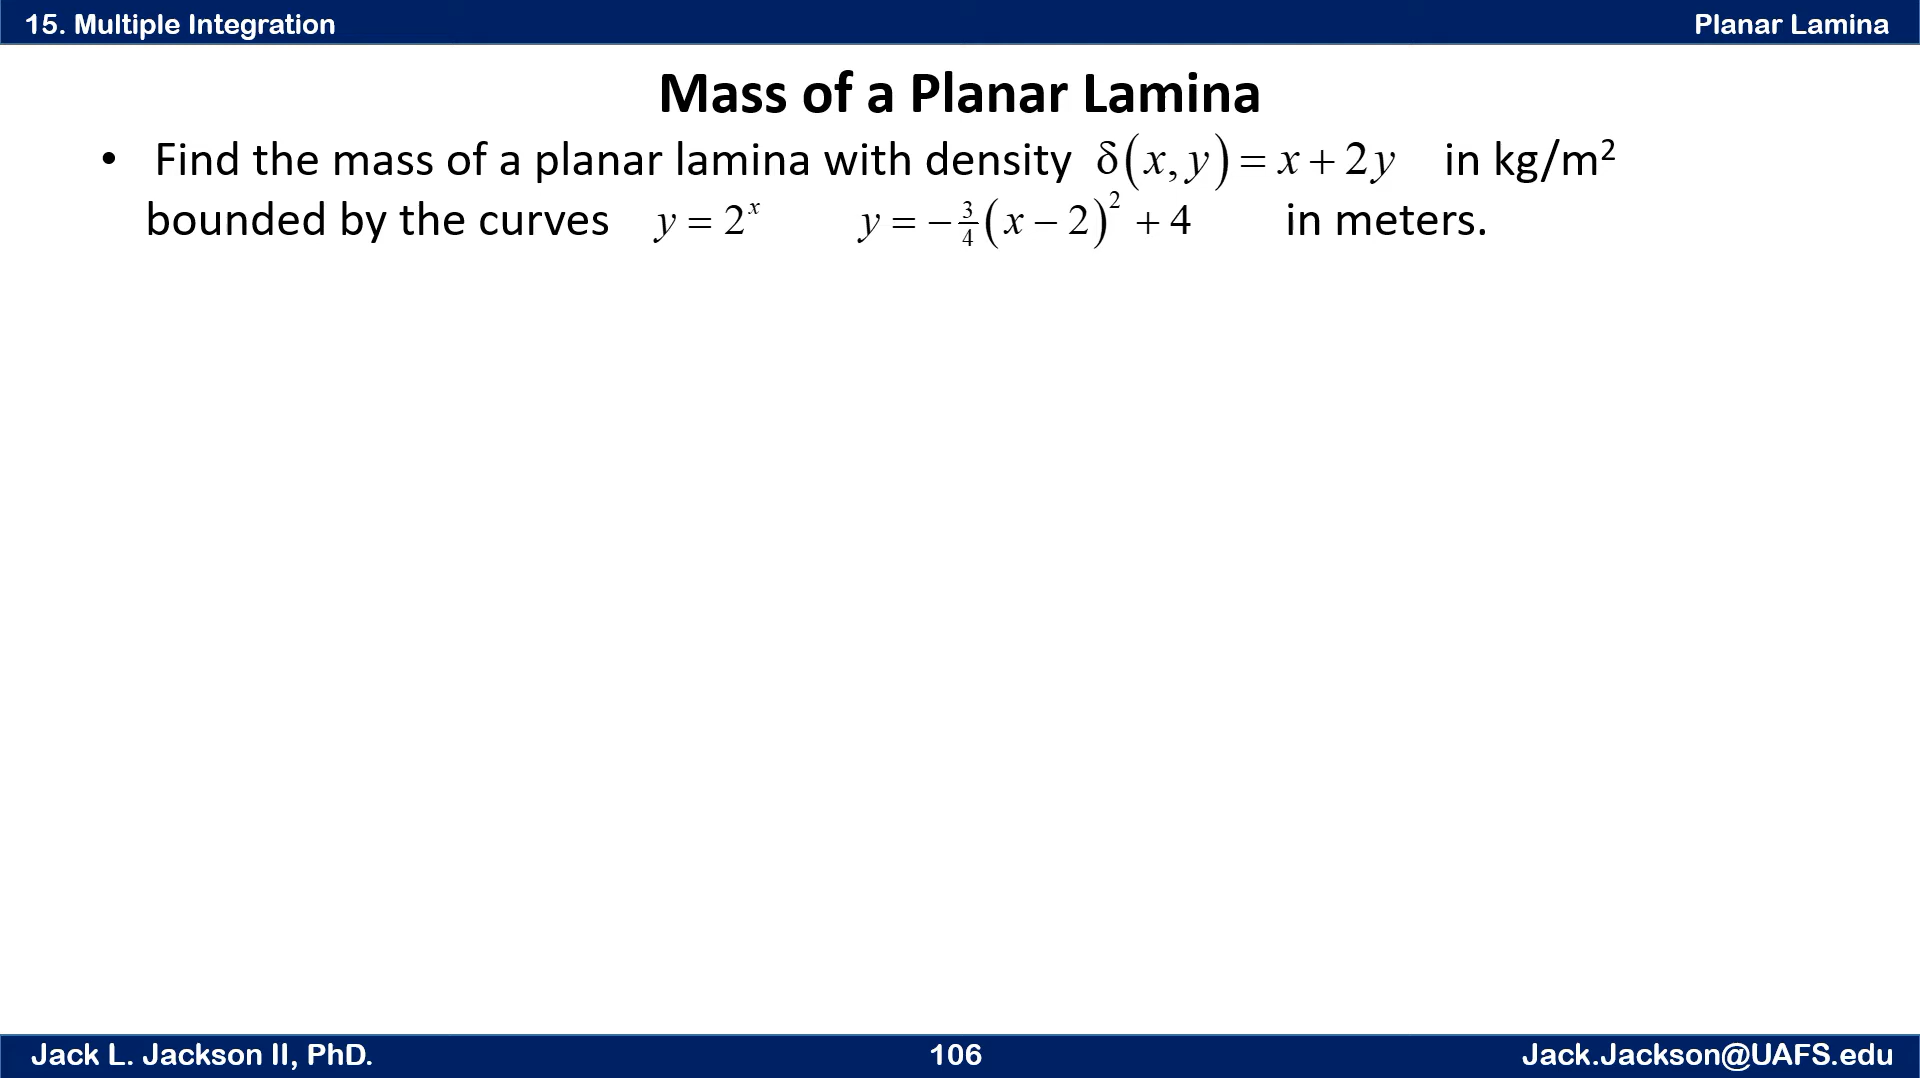 15. Multiple Integration Planar Lamina
Mass of a Planar Lamina
• Find the mass of a planar lamina with density δ(x, y) = x + 2y in kg/m²
bounded by the curves y = 2ˣ y = −¾(x − 2)² + 4 in meters.
Jack L. Jackson II, PhD. 106 Jack.Jackson@UAFS.edu